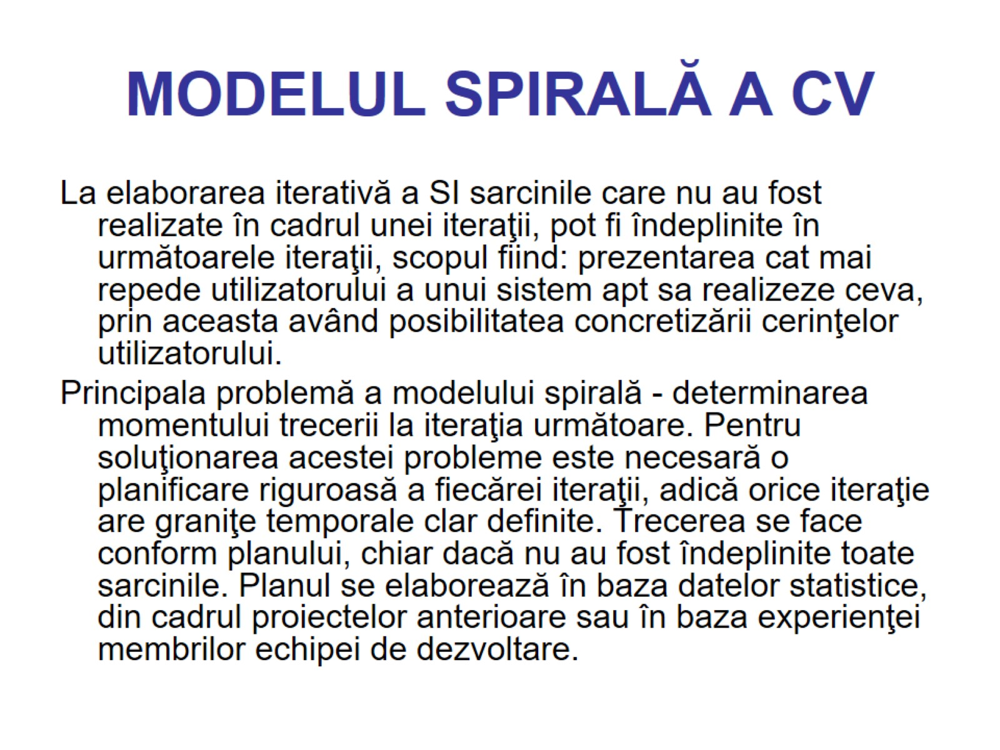 MODELUL SPIRALĂ A CV
La elaborarea iterativă a SI sarcinile care nu au fost
realizate în cadrul unei iteraţii, pot fi îndeplinite în
următoarele iteraţii, scopul fiind: prezentarea cat mai
repede utilizatorului a unui sistem apt sa realizeze ceva,
prin aceasta având posibilitatea concretizării cerinţelor
utilizatorului.
Principala problemă a modelului spirală - determinarea
momentului trecerii la iteraţia următoare. Pentru
soluţionarea acestei probleme este necesară o
planificare riguroasă a fiecărei iteraţii, adică orice iteraţie
are graniţe temporale clar definite. Trecerea se face
conform planului, chiar dacă nu au fost îndeplinite toate
sarcinile. Planul se elaborează în baza datelor statistice,
din cadrul proiectelor anterioare sau în baza experienţei
membrilor echipei de dezvoltare.